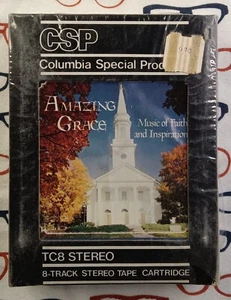 CSP
Columbia Special Prod
AMAZING
GRACE
Music of Faith
and Inspiration
TC8 STEREO
8-TRACK STEREO TAPE CARTRIDGE